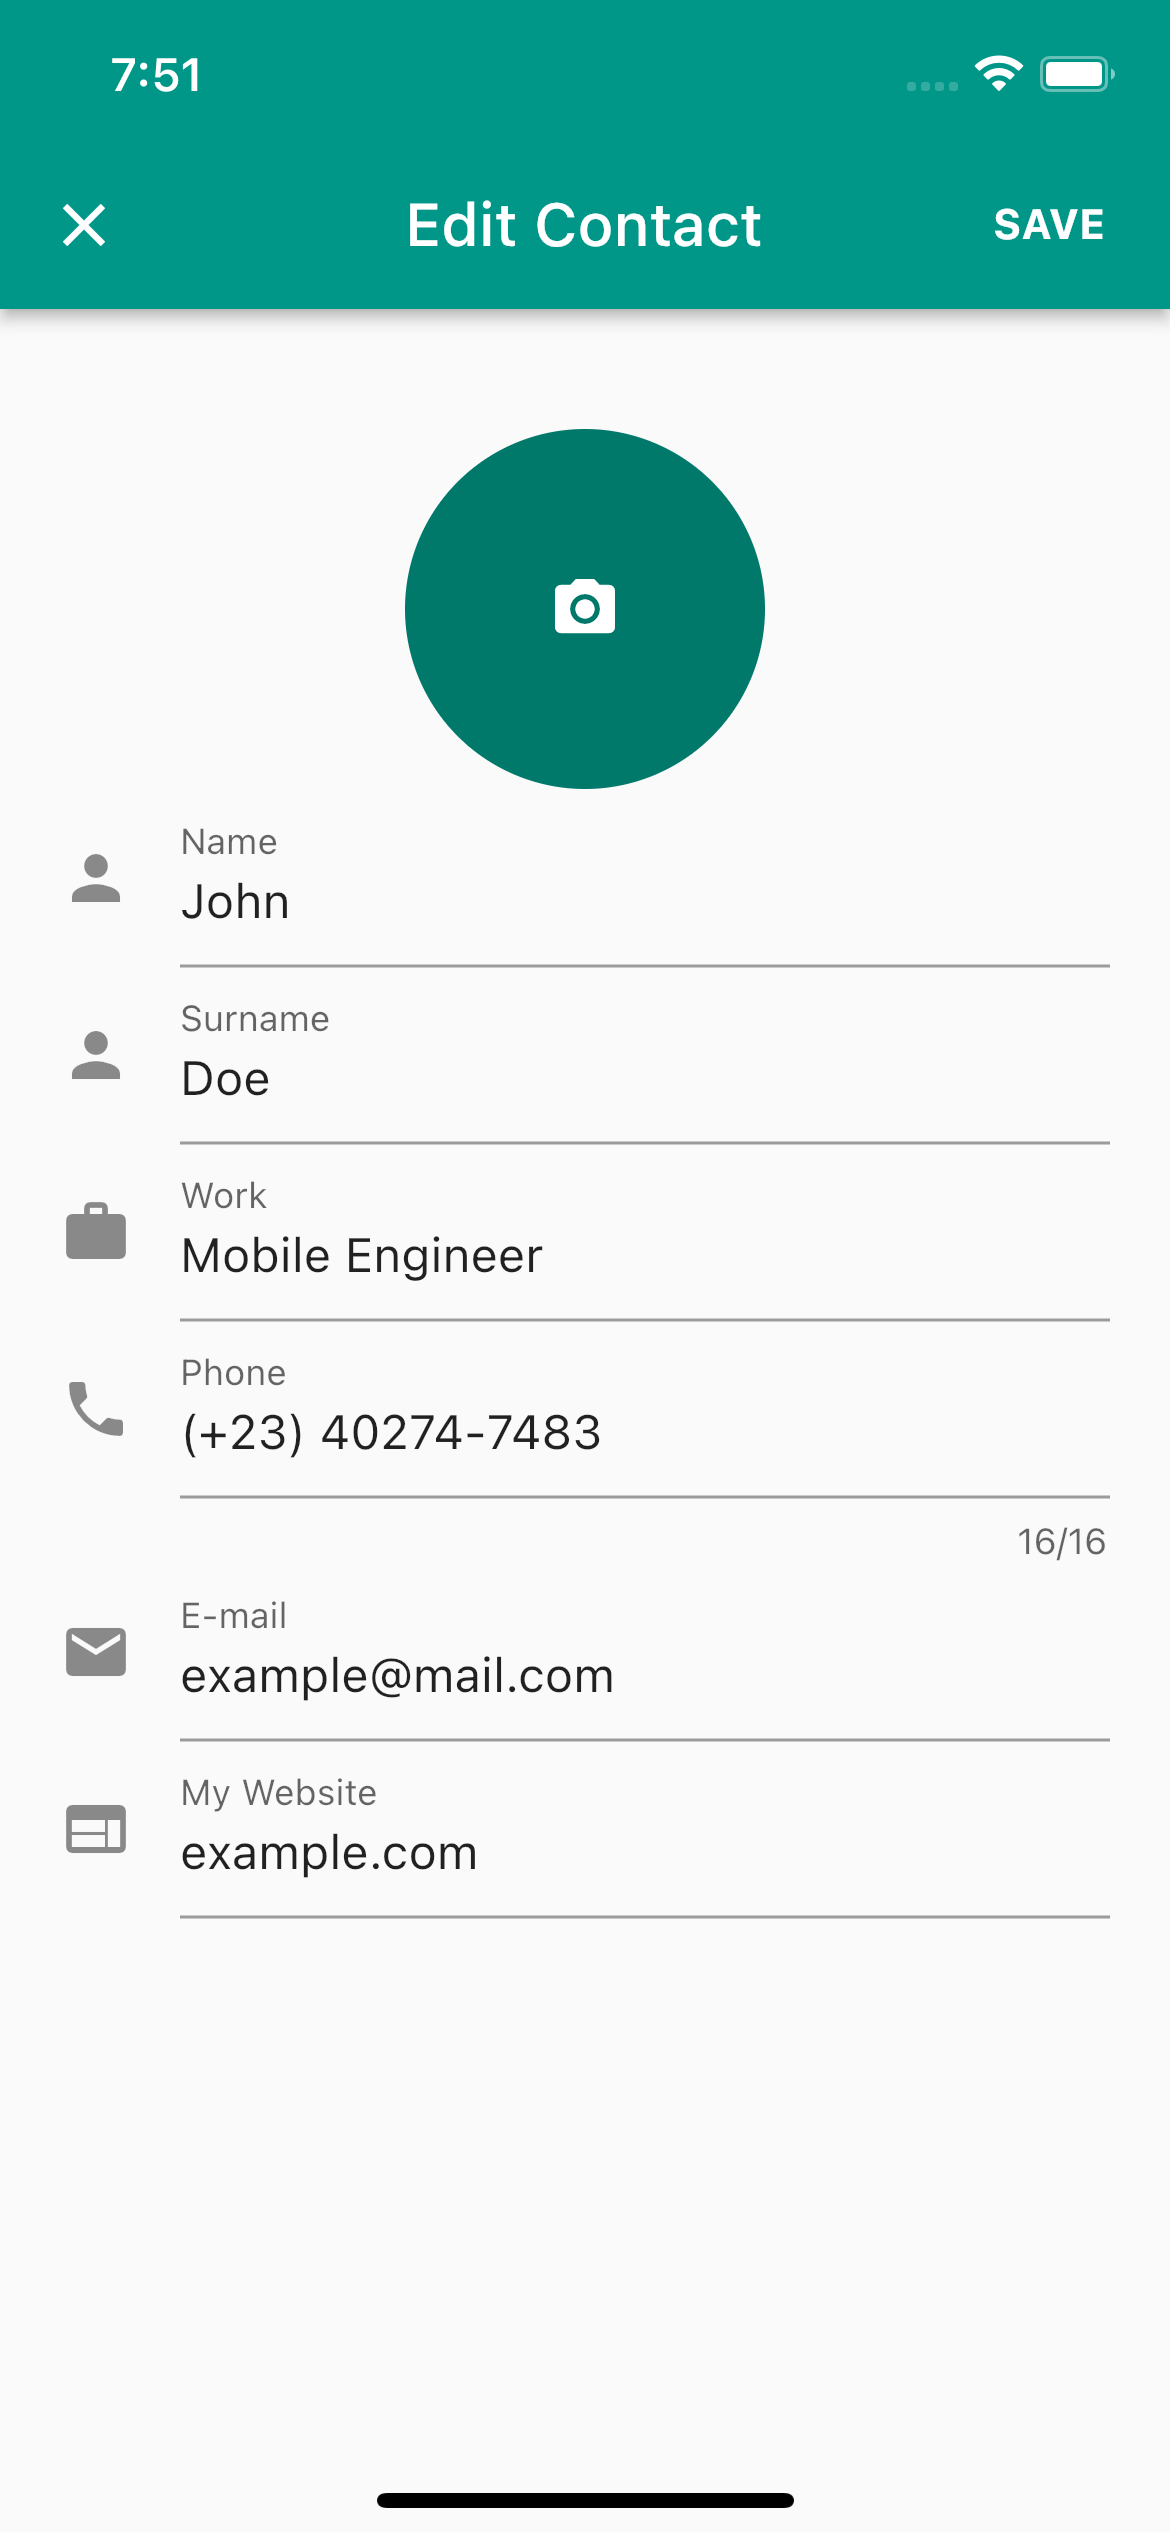 7:51
Edit Contact
SAVE
Name
John
Surname
Doe
Work
Mobile Engineer
Phone
(+23) 40274-7483
16/16
E-mail
example@mail.com
My Website
example.com